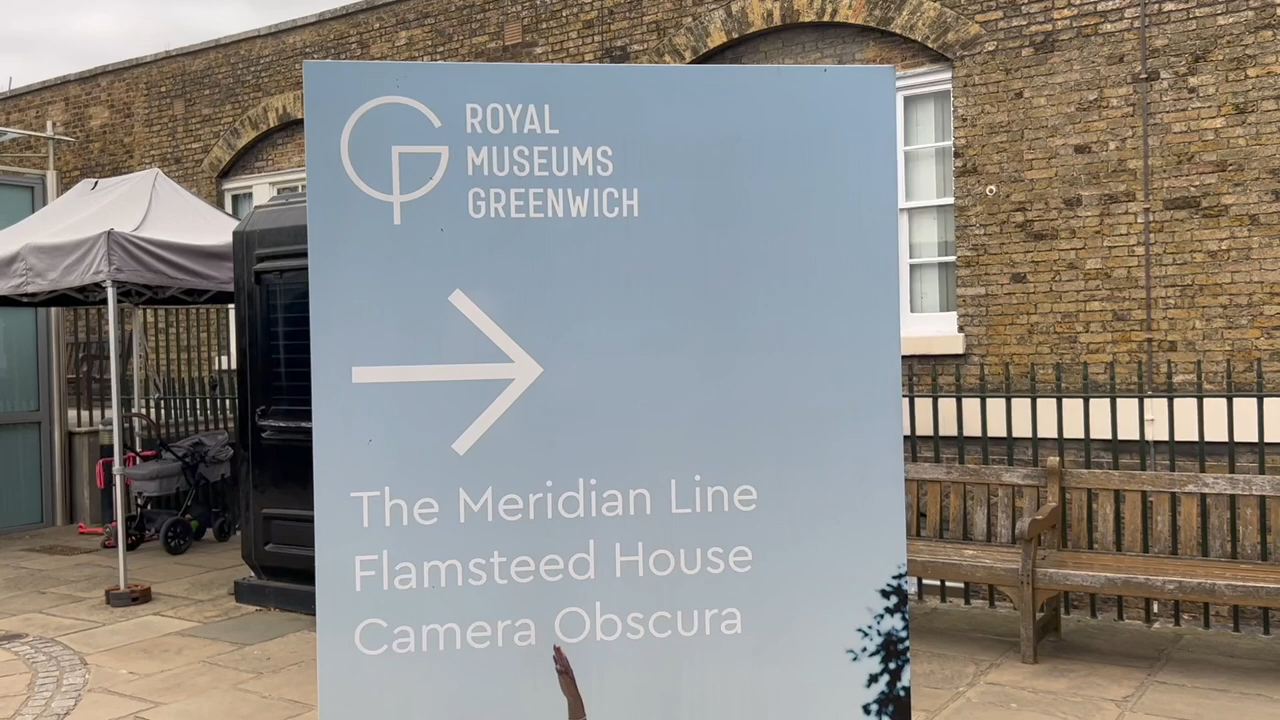 ROYAL
MUSEUMS
GREENWICH
The Meridian Line
Flamsteed House
Camera Obscura